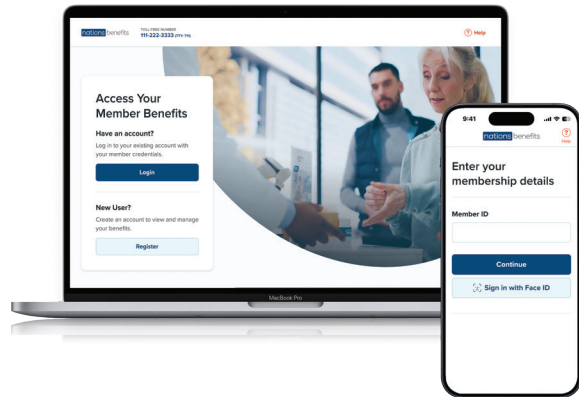 nations benefits
TOLL-FREE NUMBER
111-222-3333 (TTY: 711)
Help
Access Your
Member Benefits
Have an account?
Log in to your existing account with
your member credentials.
Login
New User?
Create an account to view and manage
your benefits.
Register
MacBook Pro
9:41
nations benefits
Help
Enter your
membership details
Member ID
Continue
Sign in with Face ID